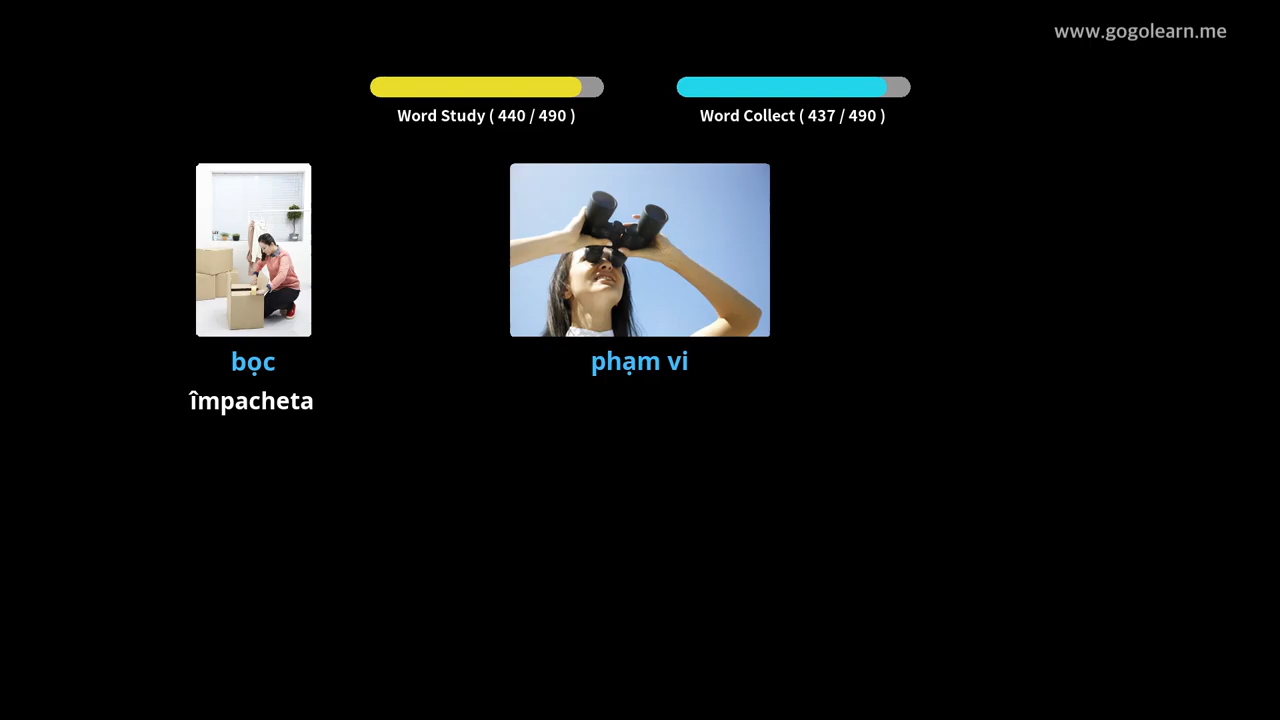 www.gogolearn.me
Word Study ( 440 / 490 )
Word Collect ( 437 / 490 )
bọc
împacheta
phạm vi